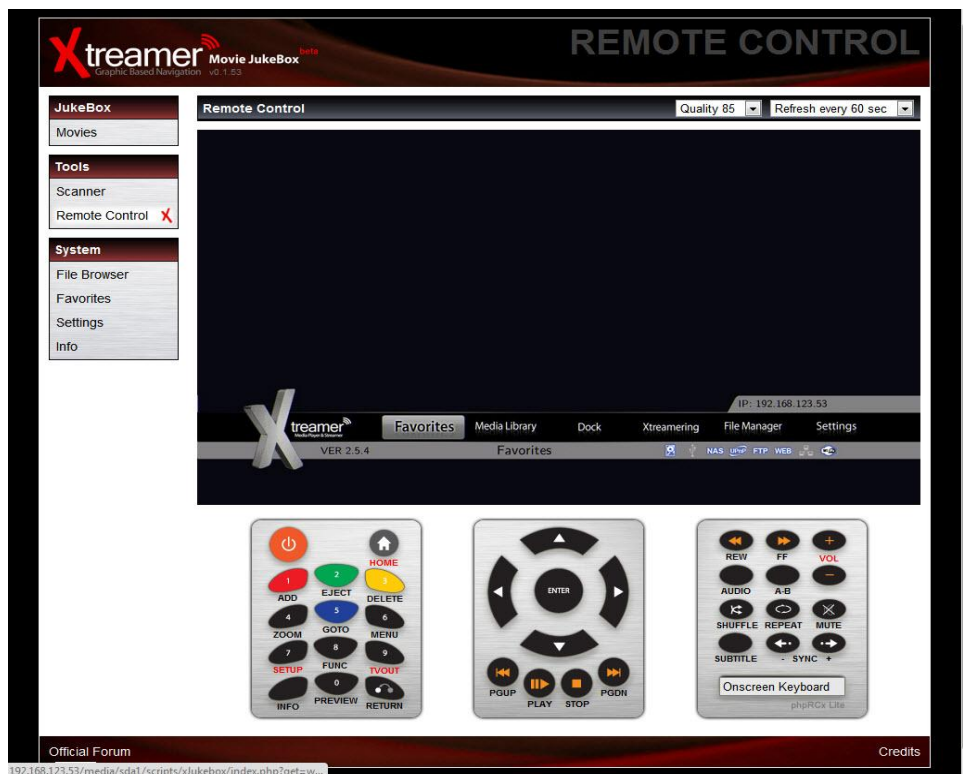 Xtreamer Movie JukeBox beta
Graphic Based Navigation v0.1.53
REMOTE CONTROL
JukeBox
Movies
Tools
Scanner
Remote Control X
System
File Browser
Favorites
Settings
Info
Remote Control
Quality 85
Refresh every 60 sec
IP: 192.168.123.53
Xtreamer
Media Player & Streamer
Favorites Media Library Dock Xtreamering File Manager Settings
VER 2.5.4 Favorites NAS UPnP FTP WEB
HOME
1 2 3
ADD EJECT DELETE
4 5 6
ZOOM GOTO MENU
7 8 9
SETUP FUNC TVOUT
0
INFO PREVIEW RETURN
ENTER
PGUP PLAY STOP PGDN
REW FF VOL
AUDIO A-B
SHUFFLE REPEAT MUTE
SUBTITLE - SYNC +
Onscreen Keyboard
phpRCx Lite
Official Forum
Credits
192.168.123.53/media/sda1/scripts/xJukebox/index.php?get=w...